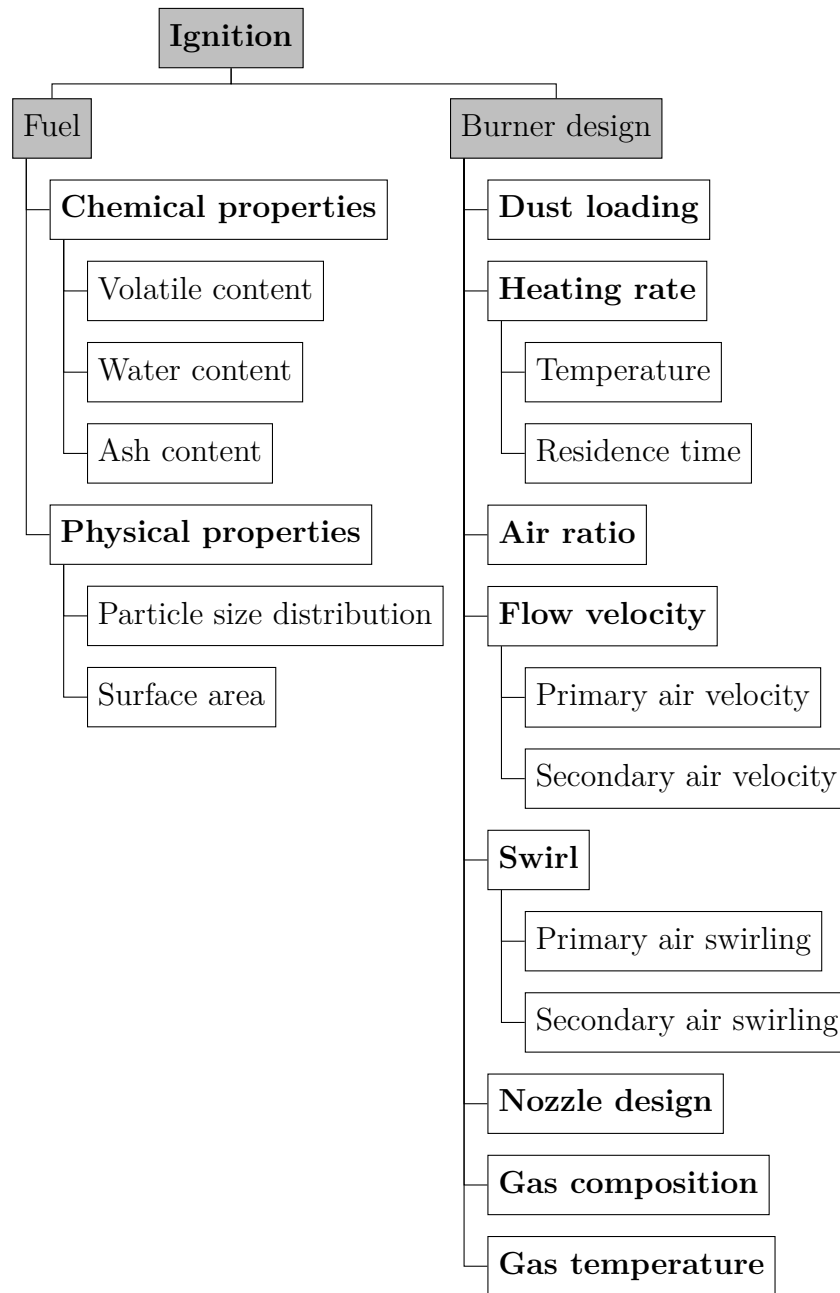 Ignition
Fuel
Chemical properties
Volatile content
Water content
Ash content
Physical properties
Particle size distribution
Surface area
Burner design
Dust loading
Heating rate
Temperature
Residence time
Air ratio
Flow velocity
Primary air velocity
Secondary air velocity
Swirl
Primary air swirling
Secondary air swirling
Nozzle design
Gas composition
Gas temperature